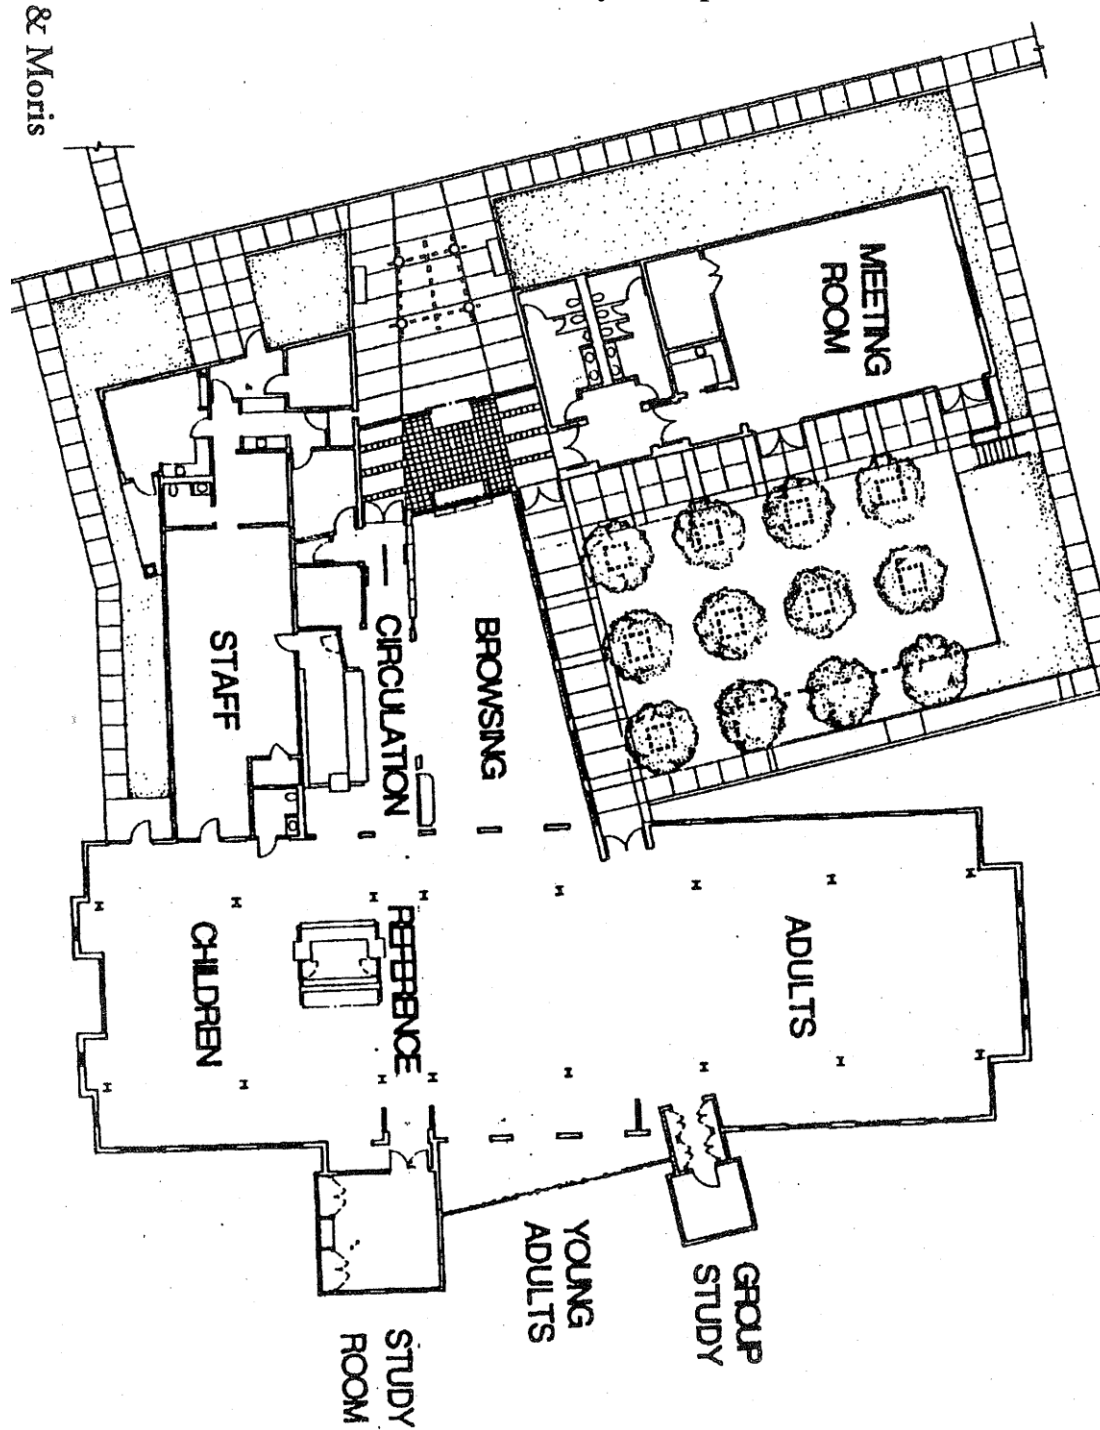 & Moris
MEETING
ROOM
BROWSING
CIRCULATION
STAFF
ADULTS
REFERENCE
CHILDREN
GROUP
STUDY
YOUNG
ADULTS
STUDY
ROOM